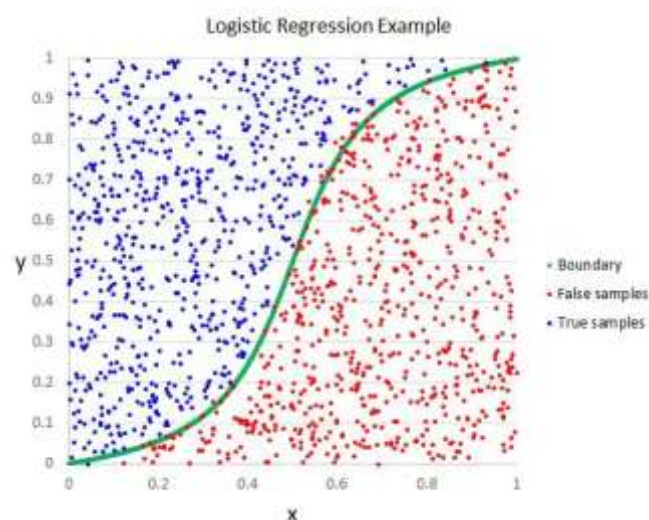 Logistic Regression Example
1
0.9
0.8
0.7
0.6
0.5
0.4
0.3
0.2
0.1
0
y
0 0.2 0.4 0.6 0.8 1
x
Boundary
False samples
True samples